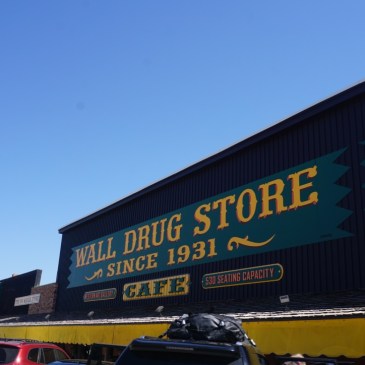 WALL DRUG STORE
SINCE 1931
CAFE
530 SEATING CAPACITY